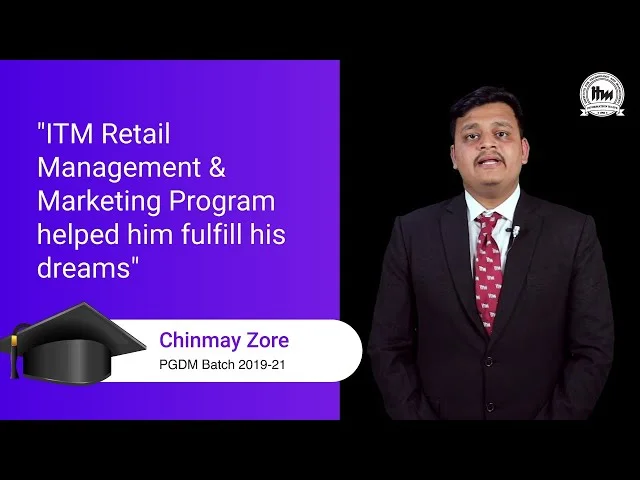 "ITM Retail
Management &
Marketing Program
helped him fulfill his
dreams"
Chinmay Zore
PGDM Batch 2019-21
itm